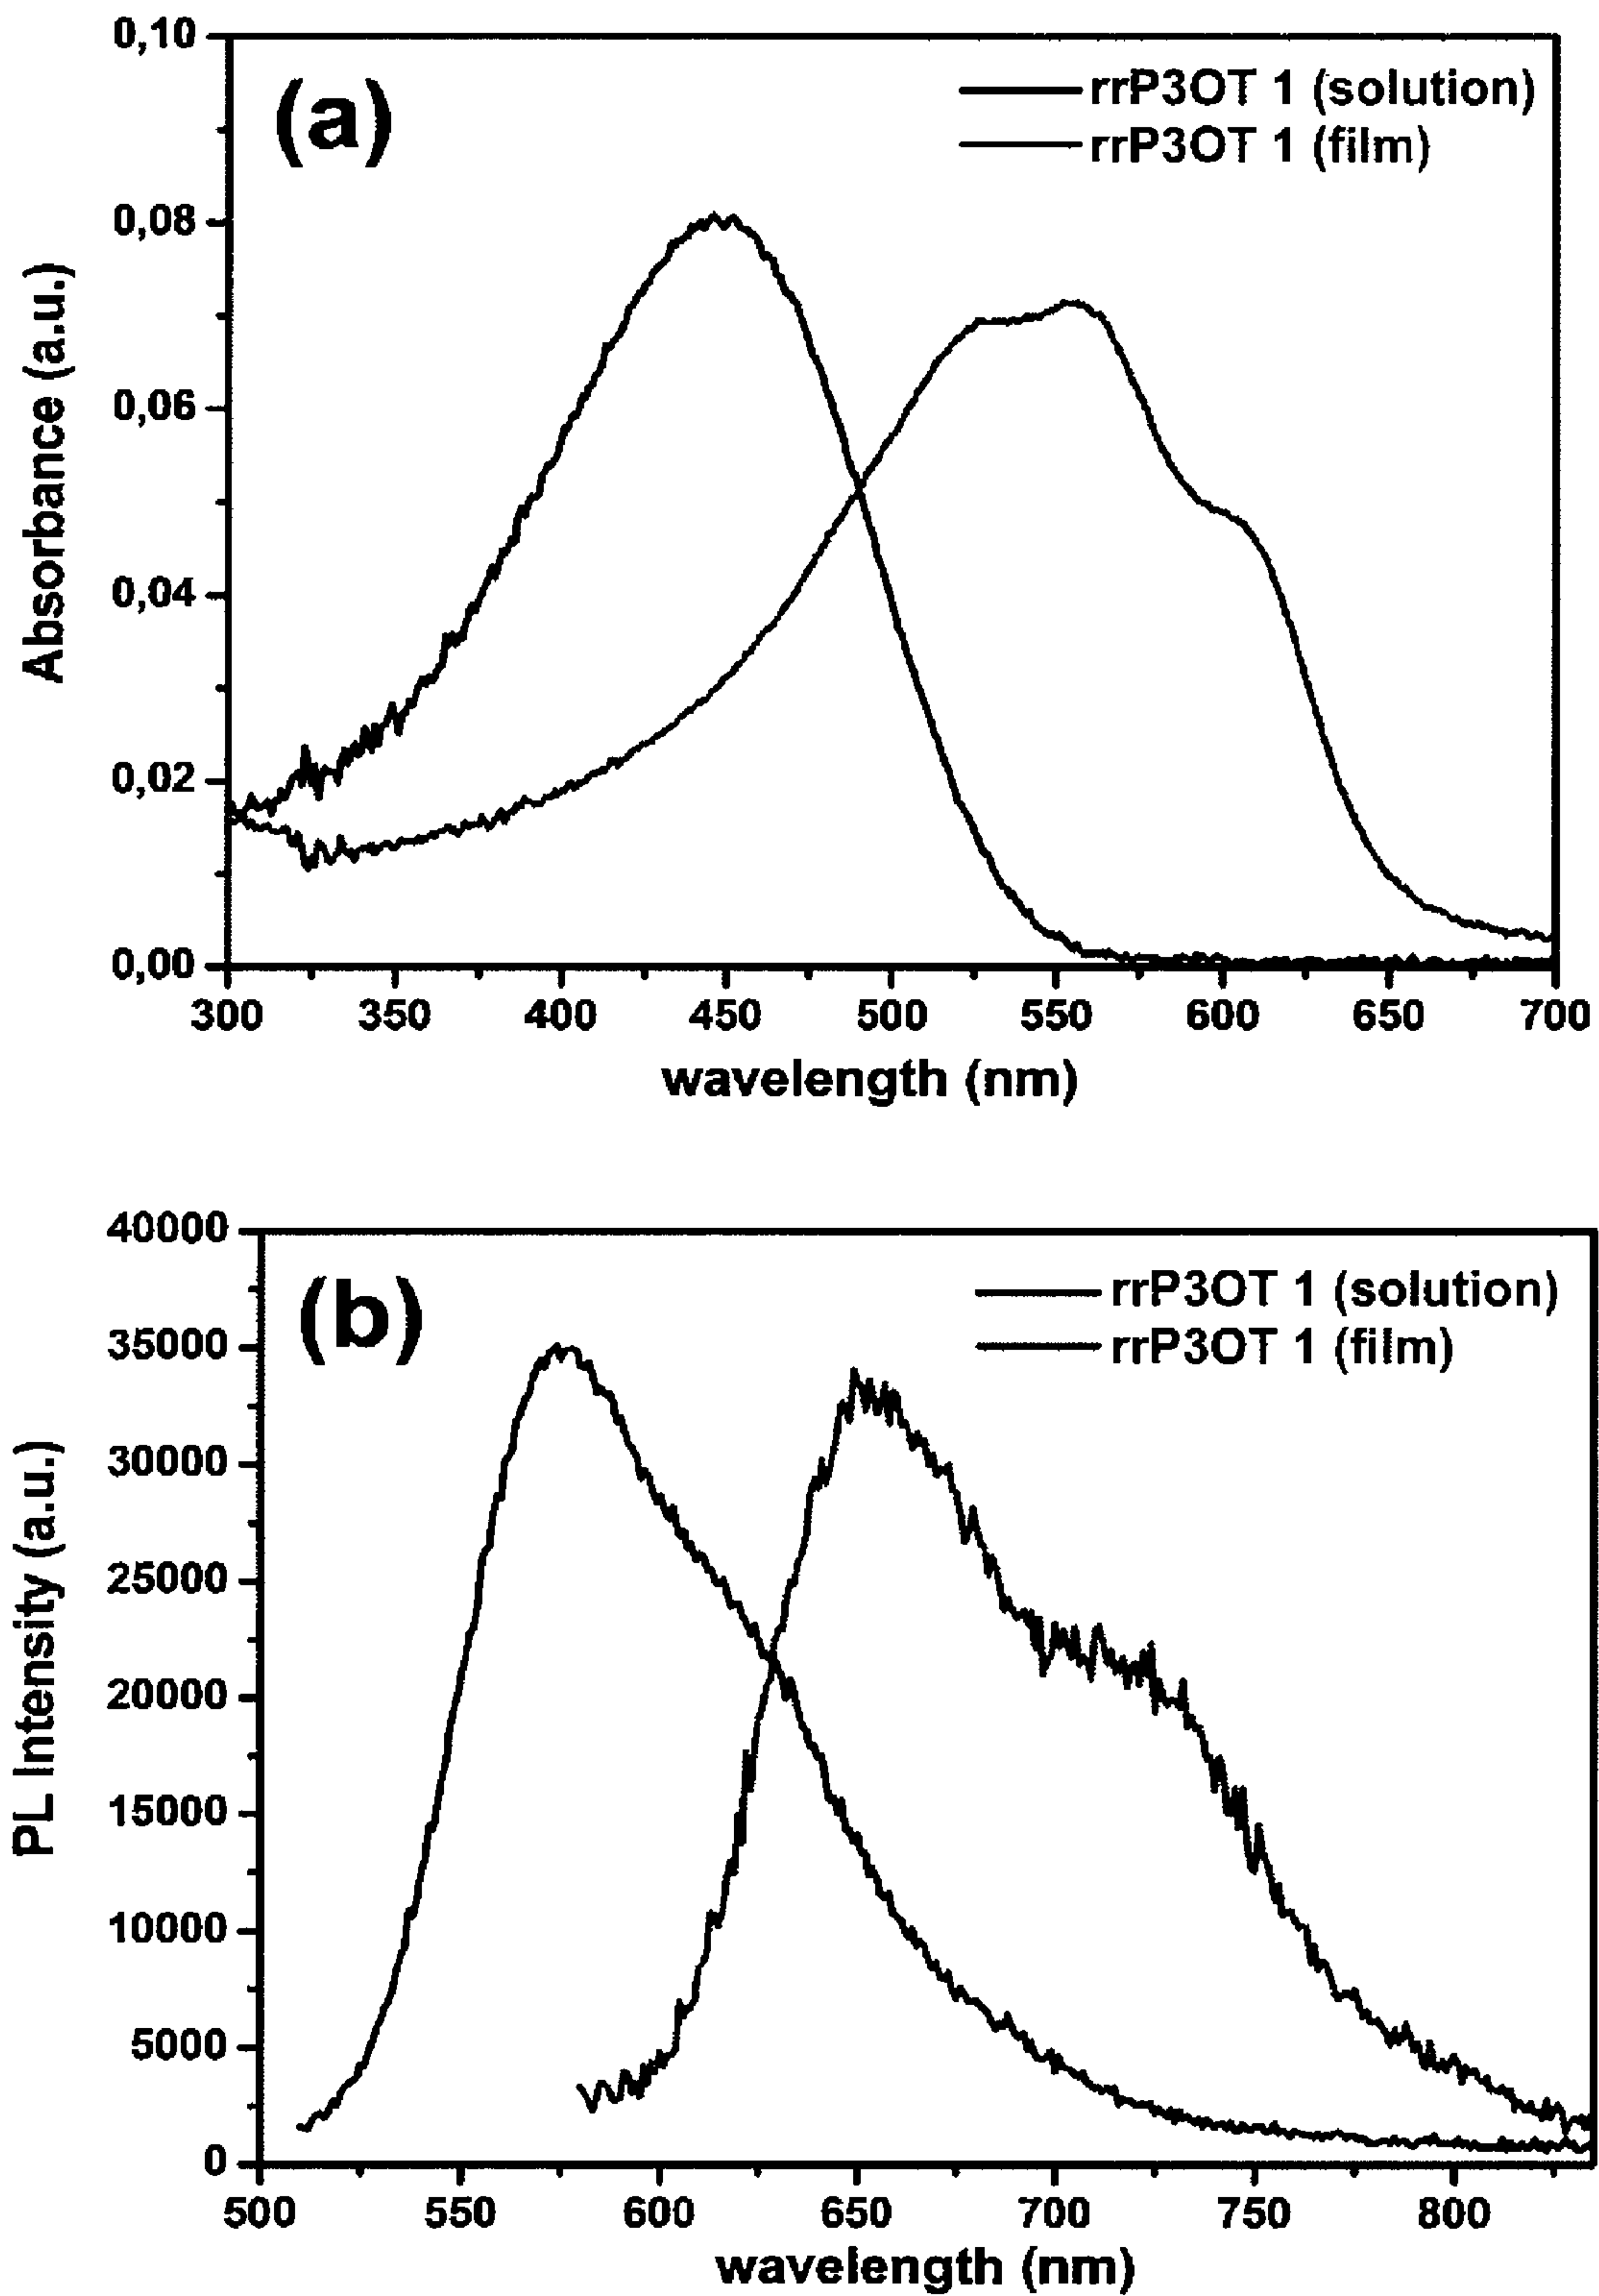 0,10
(a)
rrP3OT 1 (solution)
rrP3OT 1 (film)
0,08
0,06
0,04
0,02
0,00
Absorbance (a.u.)
300 350 400 450 500 550 600 650 700
wavelength (nm)
40000
(b)
rrP3OT 1 (solution)
rrP3OT 1 (film)
35000
30000
25000
20000
15000
10000
5000
0
PL Intensity (a.u.)
500 550 600 650 700 750 800
wavelength (nm)